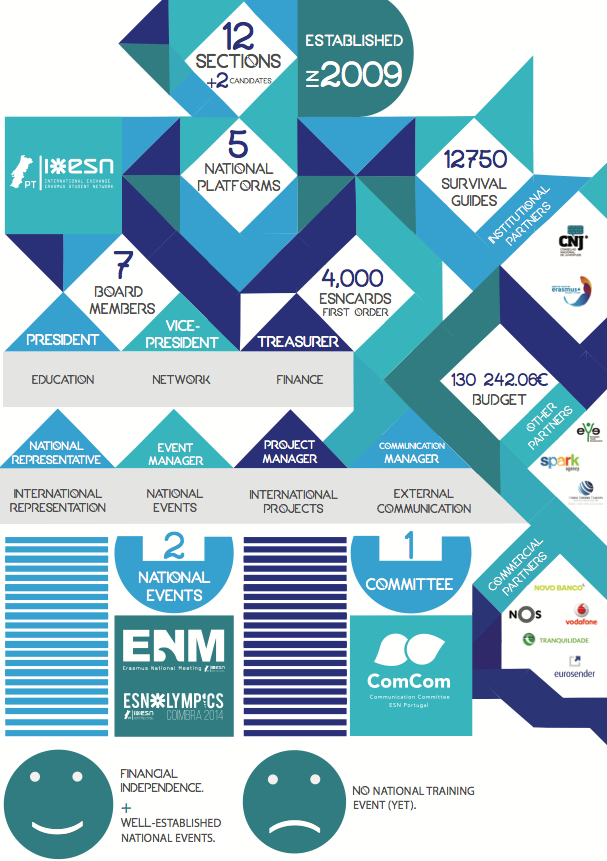 12
SECTIONS
+2 CANDIDATES
ESTABLISHED
IN 2009
PT
ESN
INTERNATIONAL EXCHANGE
ERASMUS STUDENT NETWORK
5
NATIONAL
PLATFORMS
12750
SURVIVAL
GUIDES
INSTITUTIONAL
PARTNERS
CNJ
erasmus+
7
BOARD
MEMBERS
4,000
ESNCARDS
FIRST ORDER
PRESIDENT
VICE-
PRESIDENT
TREASURER
EDUCATION
NETWORK
FINANCE
130 242.06€
BUDGET
OTHER
PARTNERS
eye
spark
agency
NATIONAL
REPRESENTATIVE
EVENT
MANAGER
PROJECT
MANAGER
COMMUNICATION
MANAGER
INTERNATIONAL
REPRESENTATION
NATIONAL
EVENTS
INTERNATIONAL
PROJECTS
EXTERNAL
COMMUNICATION
2
NATIONAL
EVENTS
1
COMMITTEE
COMMERCIAL
PARTNERS
NOVO BANCO
NOS
vodafone
TRANQUILIDADE
eurosender
ENM
Erasmus National Meeting
ESNOLYMPICS
COIMBRA 2014
ComCom
Communication Committee
ESN Portugal
FINANCIAL
INDEPENDENCE.
+
WELL-ESTABLISHED
NATIONAL EVENTS.
NO NATIONAL TRAINING
EVENT (YET).